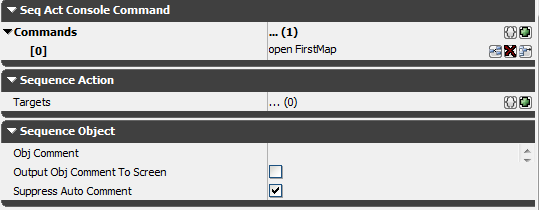 Seq Act Console Command
Commands ... (1)
[0] open FirstMap
Sequence Action
Targets ... (0)
Sequence Object
Obj Comment
Output Obj Comment To Screen
Suppress Auto Comment